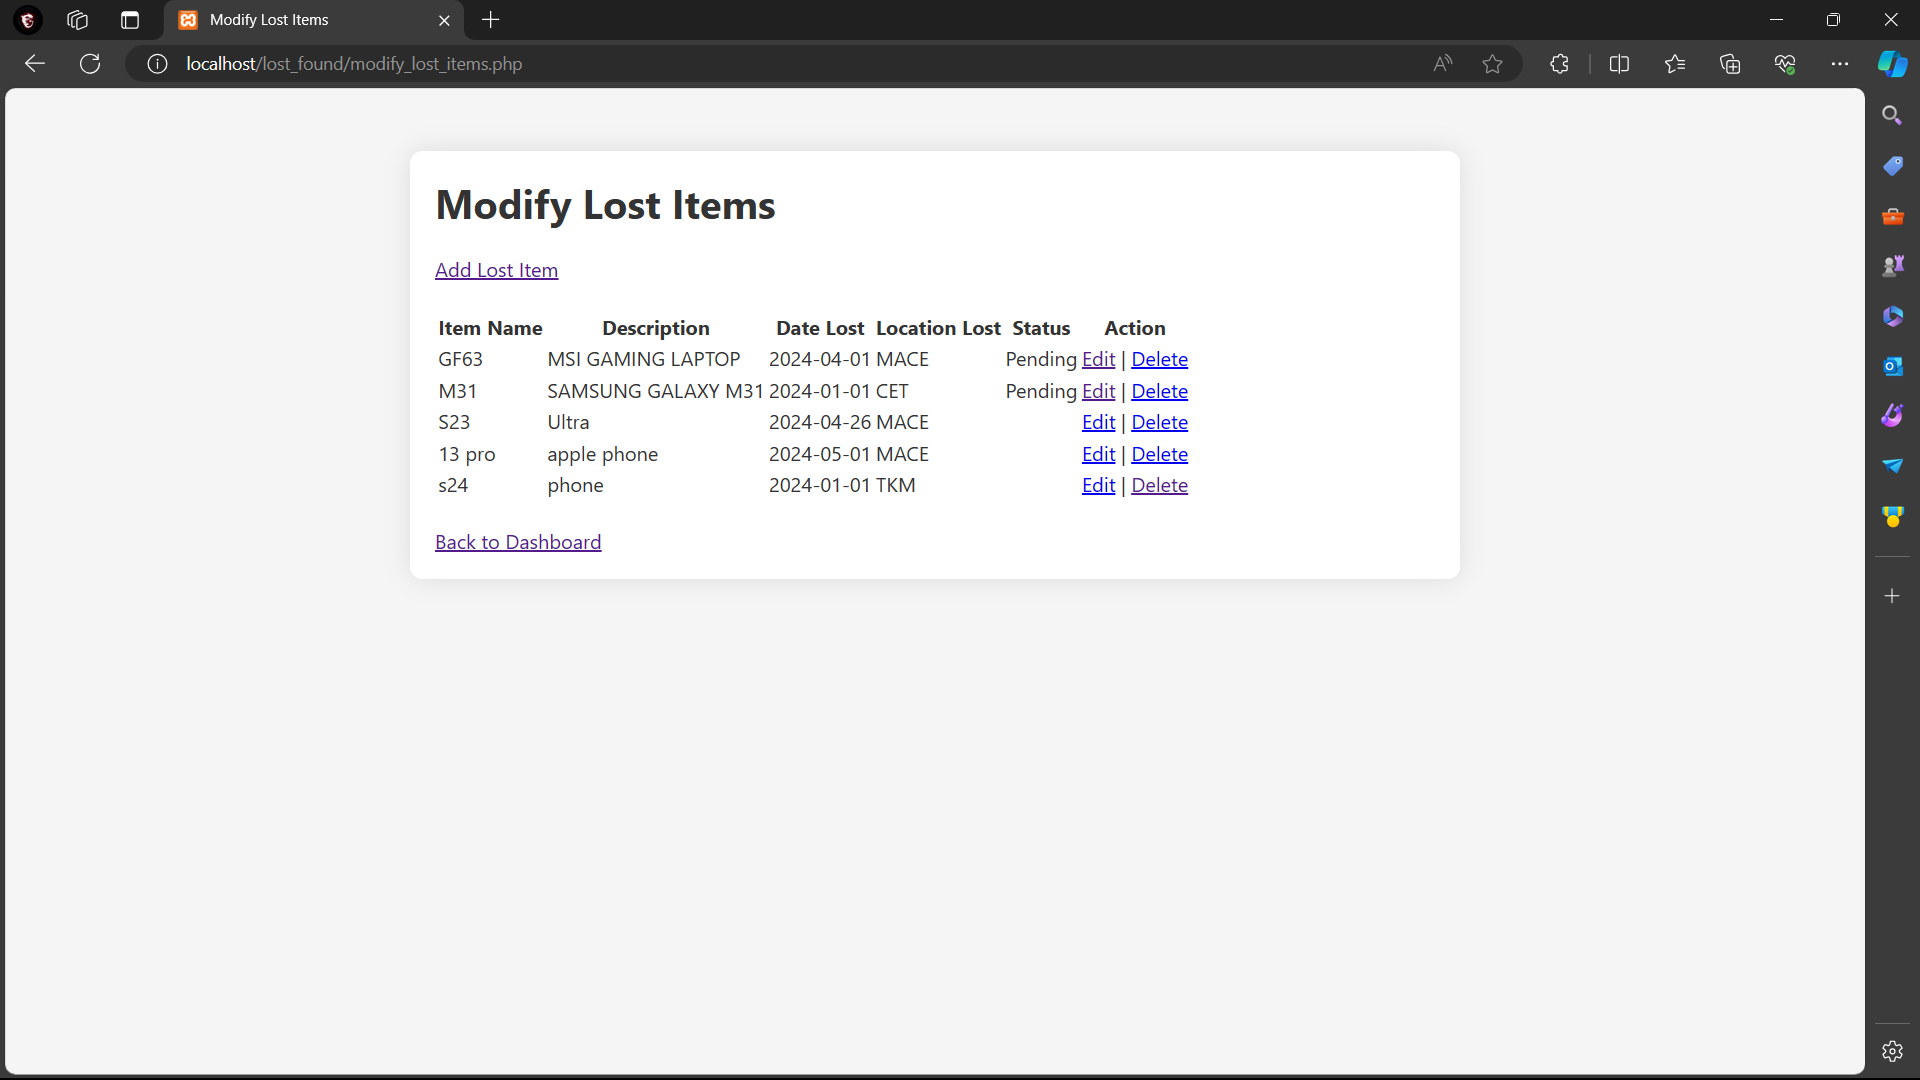 Modify Lost Items
localhost/lost_found/modify_lost_items.php
Modify Lost Items
Add Lost Item
Item Name Description Date Lost Location Lost Status Action
GF63 MSI GAMING LAPTOP 2024-04-01 MACE Pending Edit | Delete
M31 SAMSUNG GALAXY M31 2024-01-01 CET Pending Edit | Delete
S23 Ultra 2024-04-26 MACE Edit | Delete
13 pro apple phone 2024-05-01 MACE Edit | Delete
s24 phone 2024-01-01 TKM Edit | Delete
Back to Dashboard